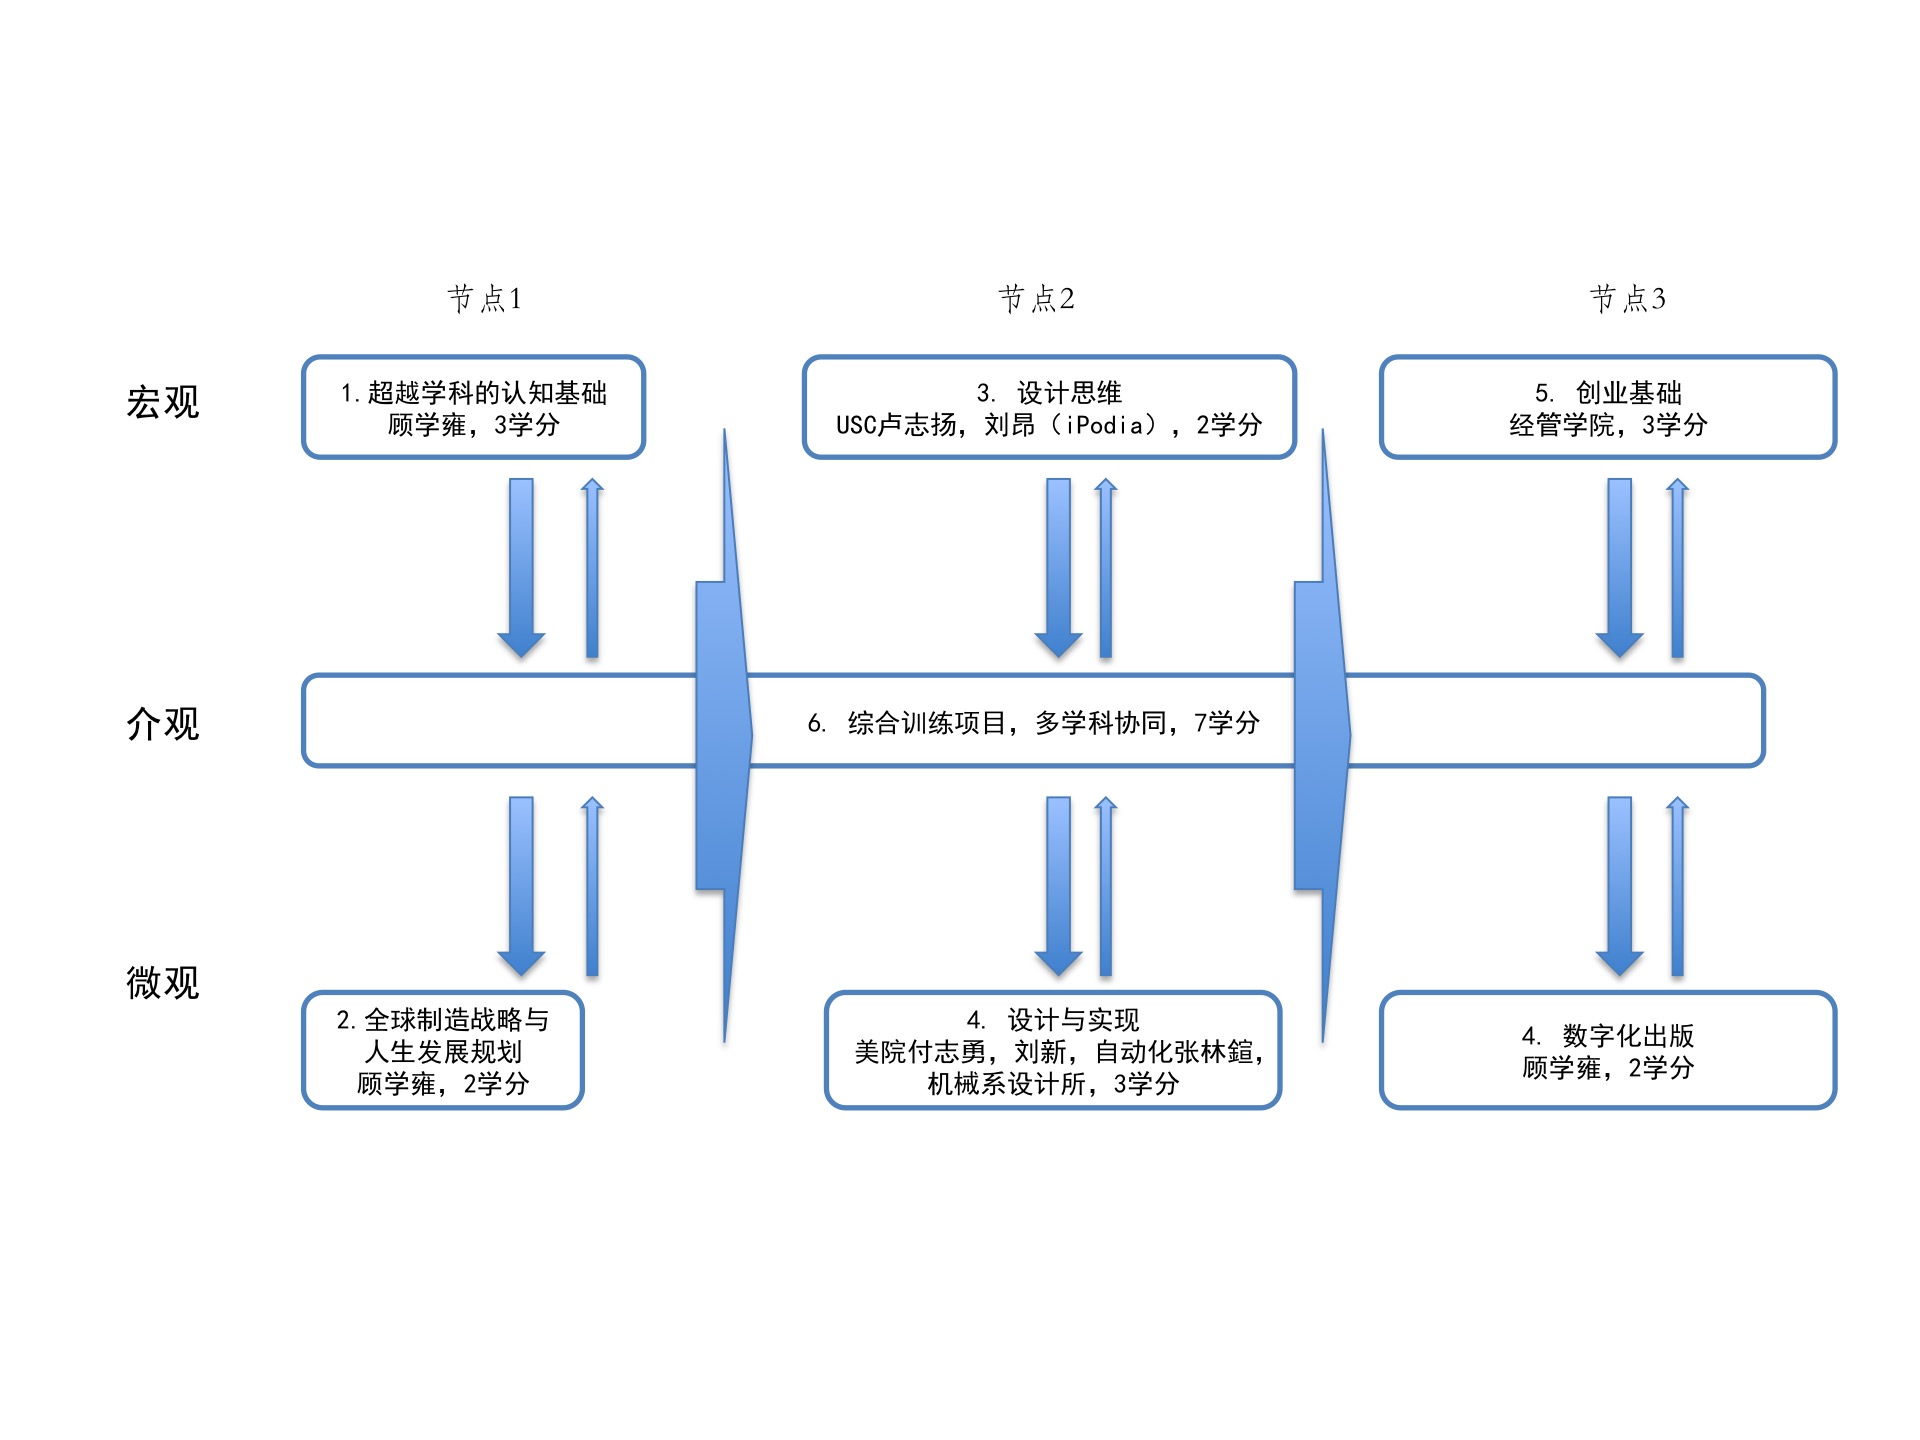 节点1
节点2
节点3
宏观
1.超越学科的认知基础
顾学雍，3学分
3. 设计思维
USC卢志扬，刘昂（iPodia），2学分
5. 创业基础
经管学院，3学分
介观
6. 综合训练项目，多学科协同，7学分
微观
2.全球制造战略与
人生发展规划
顾学雍，2学分
4. 设计与实现
美院付志勇，刘新，自动化张林鍹，
机械系设计所，3学分
4. 数字化出版
顾学雍，2学分